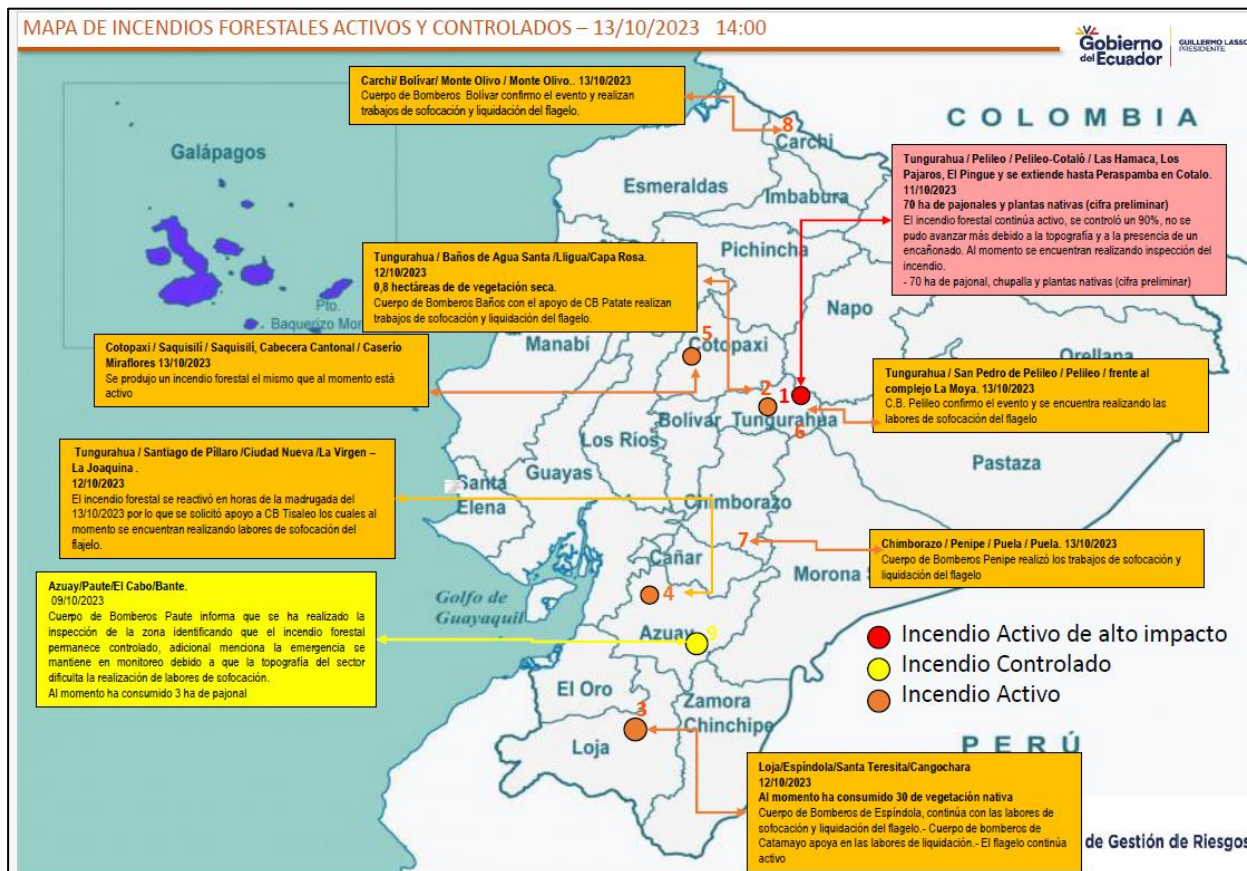 MAPA DE INCENDIOS FORESTALES ACTIVOS Y CONTROLADOS – 13/10/2023 14:00
Gobierno
del Ecuador
GUILLERMO LASSO
PRESIDENTE
Carchi/ Bolívar/ Monte Olivo / Monte Olivo.. 13/10/2023
Cuerpo de Bomberos Bolívar confirmo el evento y realizan
trabajos de sofocación y liquidación del flagelo.
COLOMBIA
Galápagos
8
Carchi
Esmeraldas
Imbabura
Tungurahua / Pelileo / Pelileo-Cotaló / Las Hamaca, Los
Pajaros, El Pingue y se extiende hasta Peraspamba en Cotalo.
11/10/2023
70 ha de pajonales y plantas nativas (cifra preliminar)
El incendio forestal continúa activo, se controló un 90%, no se
pudo avanzar más debido a la topografía y a la presencia de un
encañonado. Al momento se encuentran realizando inspección del
incendio.
- 70 ha de pajonal, chupalla y plantas nativas (cifra preliminar)
Pichincha
Napo
Tungurahua / Baños de Agua Santa /Lligua/Capa Rosa.
12/10/2023
0,8 hectáreas de de vegetación seca.
Cuerpo de Bomberos Baños con el apoyo de CB Patate realizan
trabajos de sofocación y liquidación del flagelo.
Pto.
Baquerizo Mor
Manabí
5
Cotopaxi
Orellana
Cotopaxi / Saquisilí / Saquisilí, Cabecera Cantonal / Caserío
Miraflores 13/10/2023
Se produjo un incendio forestal el mismo que al momento está
activo
2
1
Tungurahua / San Pedro de Pelileo / Pelileo / frente al
complejo La Moya. 13/10/2023
C.B. Pelileo confirmo el evento y se encuentra realizando las
labores de sofocación del flagelo
Bolívar
Tungurahua
6
Los Ríos
Guayas
Pastaza
Tungurahua / Santiago de Píllaro /Ciudad Nueva /La Virgen –
La Joaquina .
12/10/2023
El incendio forestal se reactivó en horas de la madrugada del
13/10/2023 por lo que se solicitó apoyo a CB Tisaleo los cuales al
momento se encuentran realizando labores de sofocación del
flajelo.
Santa
Elena
Chimborazo
7
Chimborazo / Penipe / Puela / Puela. 13/10/2023
Cuerpo de Bomberos Penipe realizó los trabajos de sofocación y
liquidación del flagelo
Cañar
Morona S
Azuay/Paute/El Cabo/Bante.
09/10/2023
Cuerpo de Bomberos Paute informa que se ha realizado la
inspección de la zona identificando que el incendio forestal
permanece controlado, adicional menciona la emergencia se
mantiene en monitoreo debido a que la topografía del sector
dificulta la realización de labores de sofocación.
Al momento ha consumido 3 ha de pajonal
Golfo de
Guayaquil
4
Azuay
9
Incendio Activo de alto impacto
Incendio Controlado
Incendio Activo
El Oro
Zamora
Chinchipe
3
Loja
PERÚ
Loja/Espíndola/Santa Teresita/Cangochara
12/10/2023
Al momento ha consumido 30 de vegetación nativa
Cuerpo de Bomberos de Espíndola, continúa con las labores de
sofocación y liquidación del flagelo.- Cuerpo de bomberos de
Catamayo apoya en las labores de liquidación.- El flagelo continúa
activo
de Gestión de Riesgos